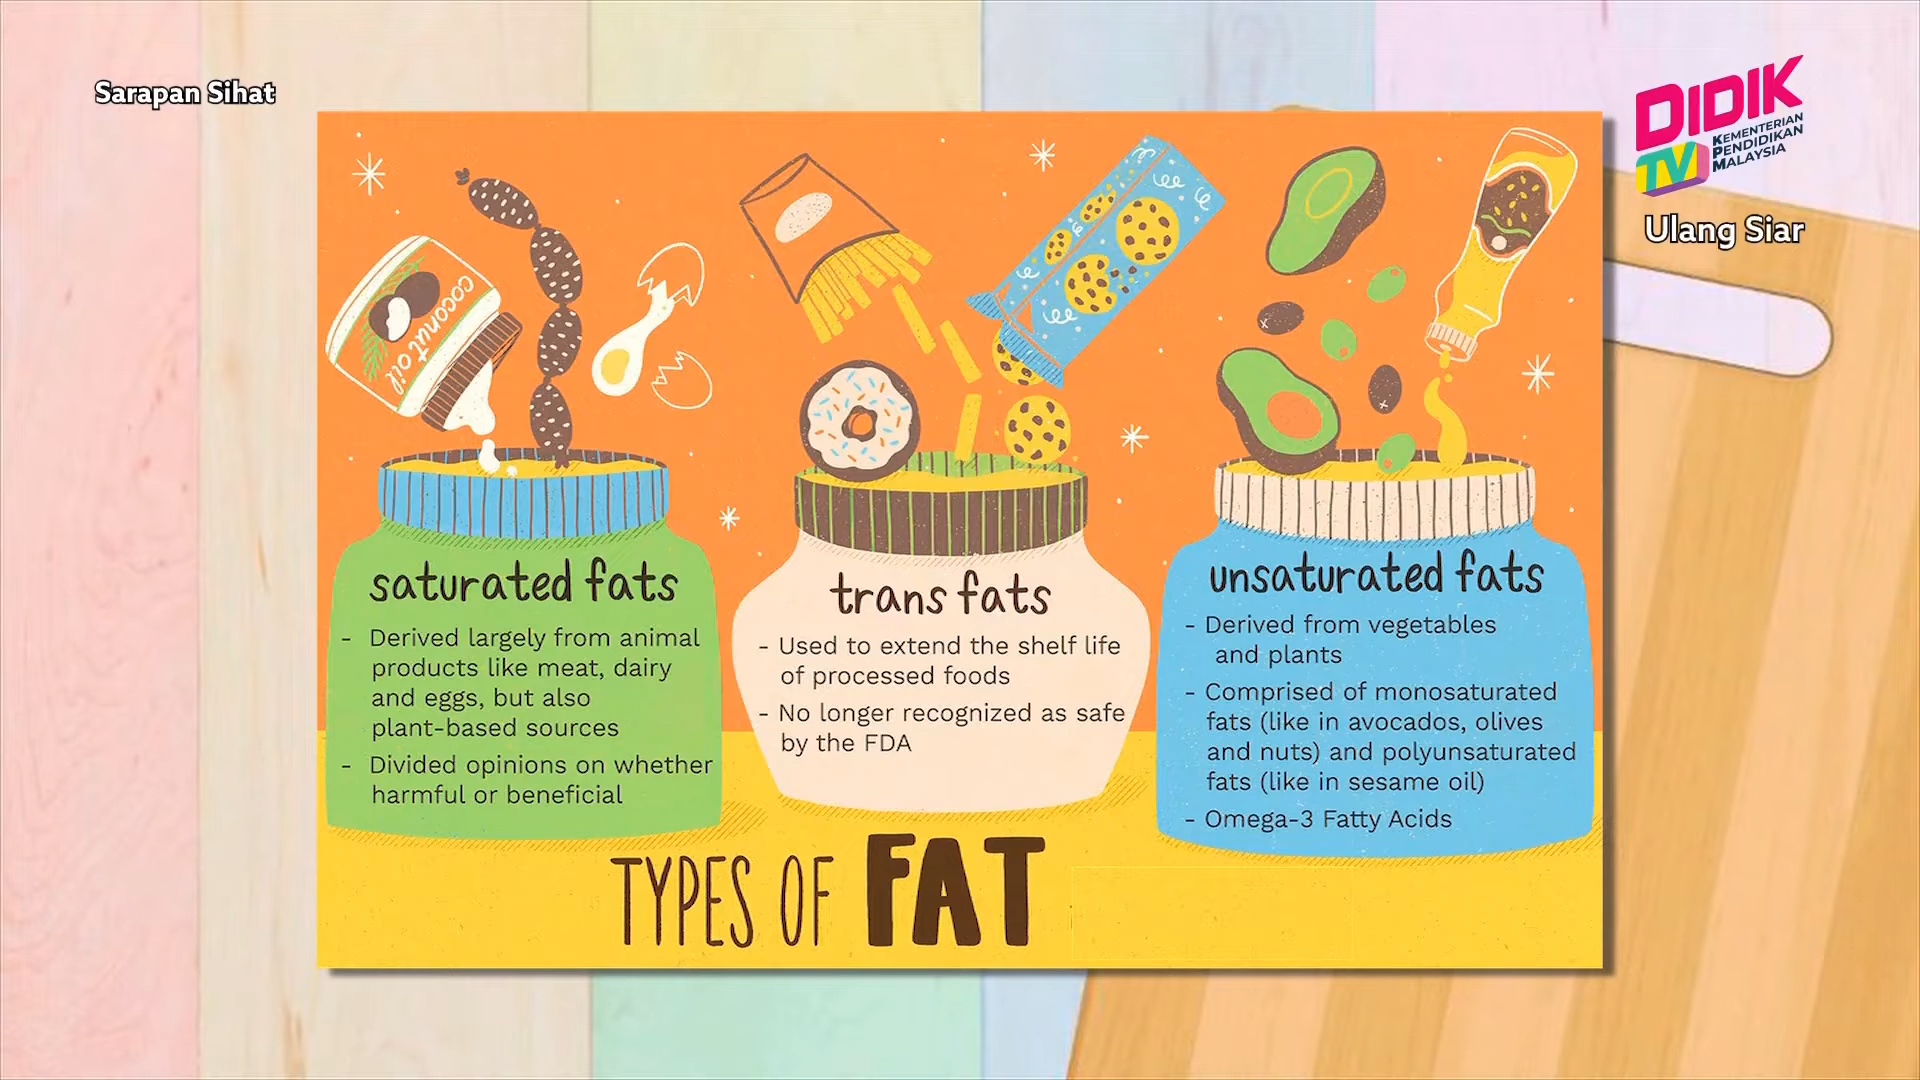 Sarapan Sihat
DIDIK
TV
KEMENTERIAN
PENDIDIKAN
MALAYSIA
Ulang Siar
coconut oil
saturated fats
- Derived largely from animal
products like meat, dairy
and eggs, but also
plant-based sources
- Divided opinions on whether
harmful or beneficial
trans fats
- Used to extend the shelf life
of processed foods
- No longer recognized as safe
by the FDA
unsaturated fats
- Derived from vegetables
and plants
- Comprised of monosaturated
fats (like in avocados, olives
and nuts) and polyunsaturated
fats (like in sesame oil)
- Omega-3 Fatty Acids
TYPES OF FAT